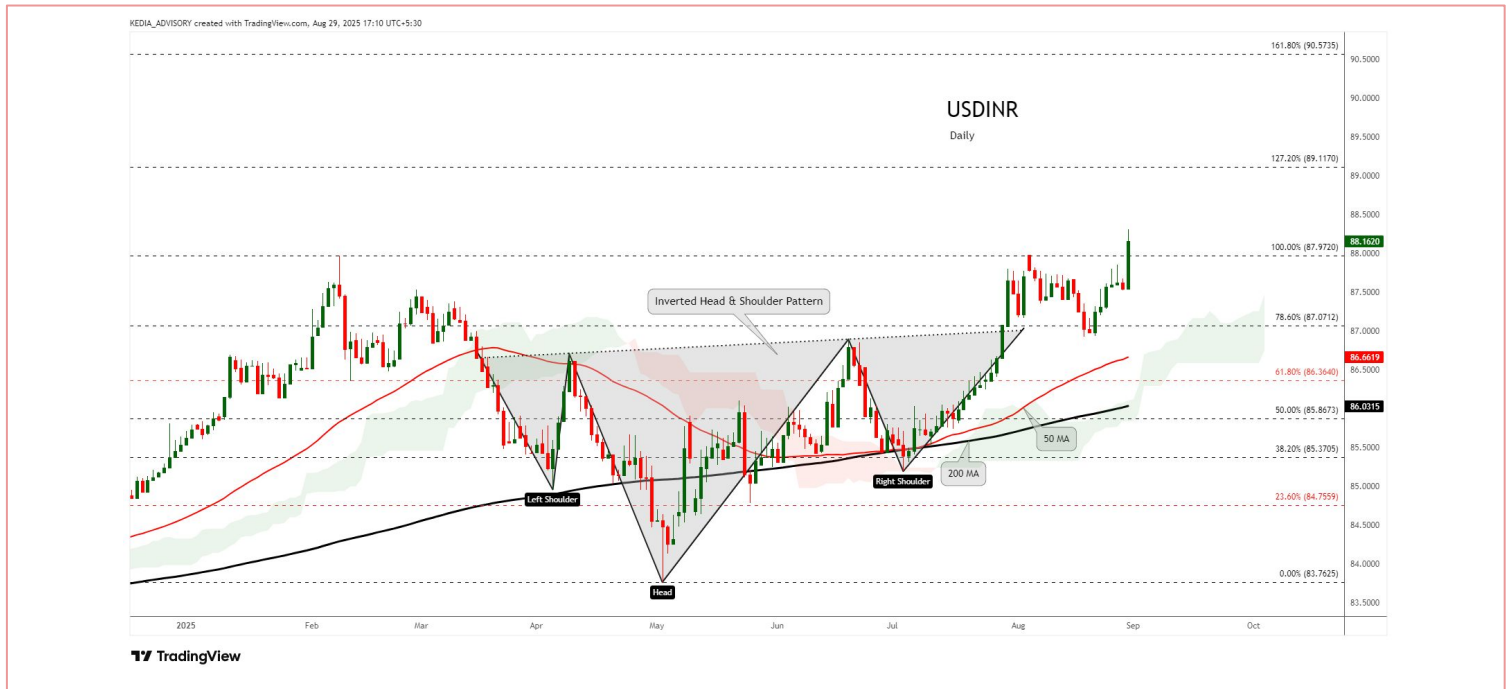 KEDIA_ADVISORY created with TradingView.com, Aug 29, 2025 17:10 UTC+5:30
161.80% (90.5735)
90.5000
USDINR
90.0000
Daily
89.5000
127.20% (89.1170)
89.0000
88.5000
88.1620
100.00% (87.9720)
88.0000
Inverted Head & Shoulder Pattern
87.5000
78.60% (87.0712)
87.0000
86.6619
61.80% (86.3640)
86.5000
86.0315
50.00% (85.8673)
50 MA
38.20% (85.3705)
85.5000
200 MA
Right Shoulder
Left Shoulder
85.0000
23.60% (84.7559)
84.5000
84.0000
0.00% (83.7625)
Head
83.5000
2025
Feb
Mar
Apr
May
Jun
Jul
Aug
Sep
Oct
TradingView